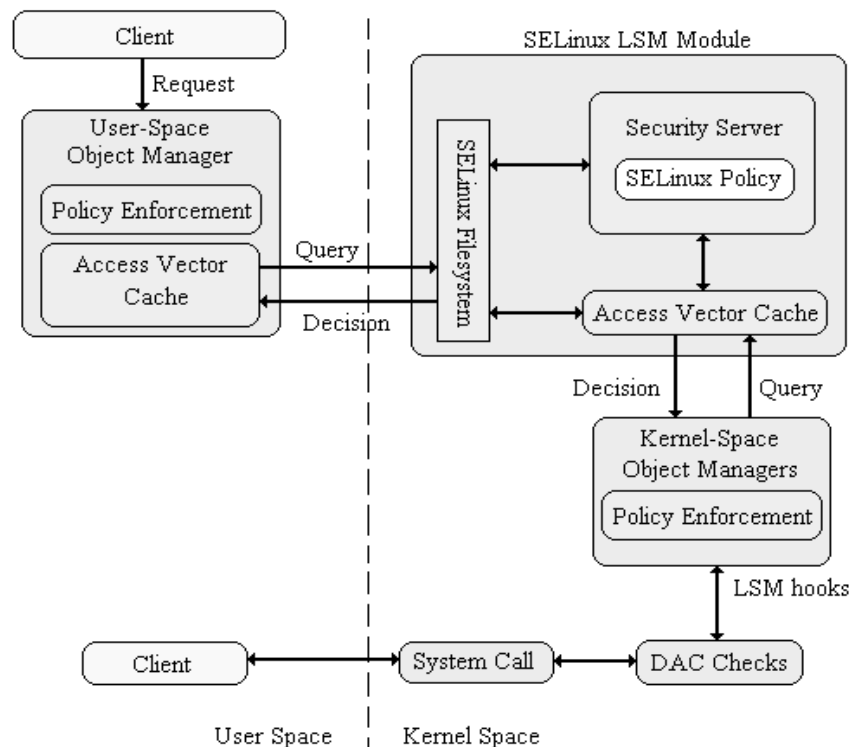 Client
SELinux LSM Module
Request
User-Space
Object Manager
Policy Enforcement
Access Vector
Cache
Query
Decision
SELinux Filesystem
Security Server
SELinux Policy
Access Vector Cache
Decision
Query
Kernel-Space
Object Managers
Policy Enforcement
LSM hooks
Client
System Call
DAC Checks
User Space
Kernel Space